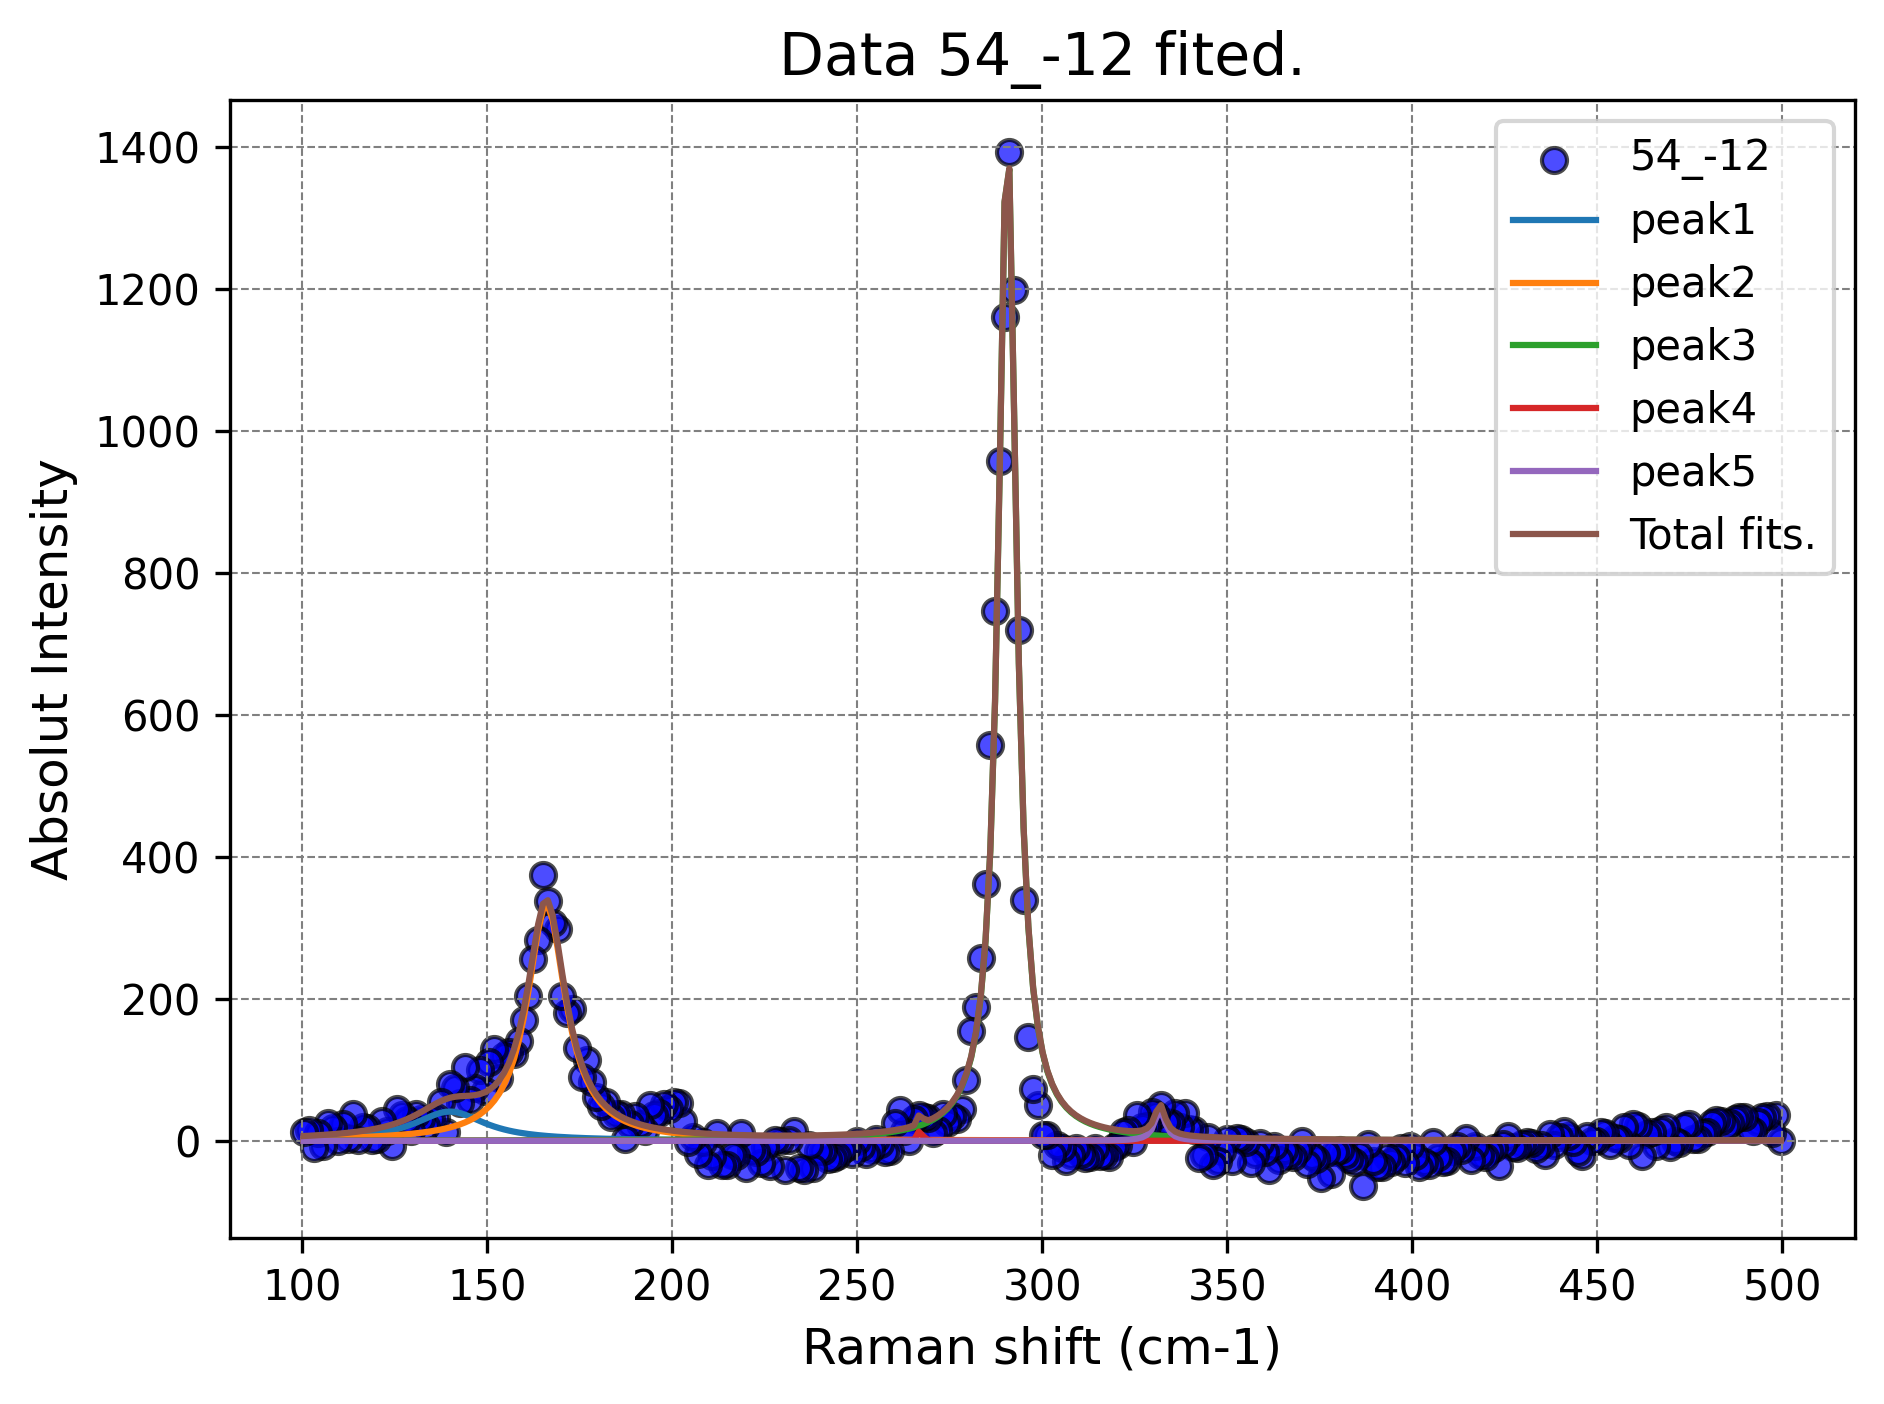 Data 54_-12 fited.
1400
1200
1000
800
600
400
200
0
Absolut Intensity
54_-12
peak1
peak2
peak3
peak4
peak5
Total fits.
100 150 200 250 300 350 400 450 500
Raman shift (cm-1)